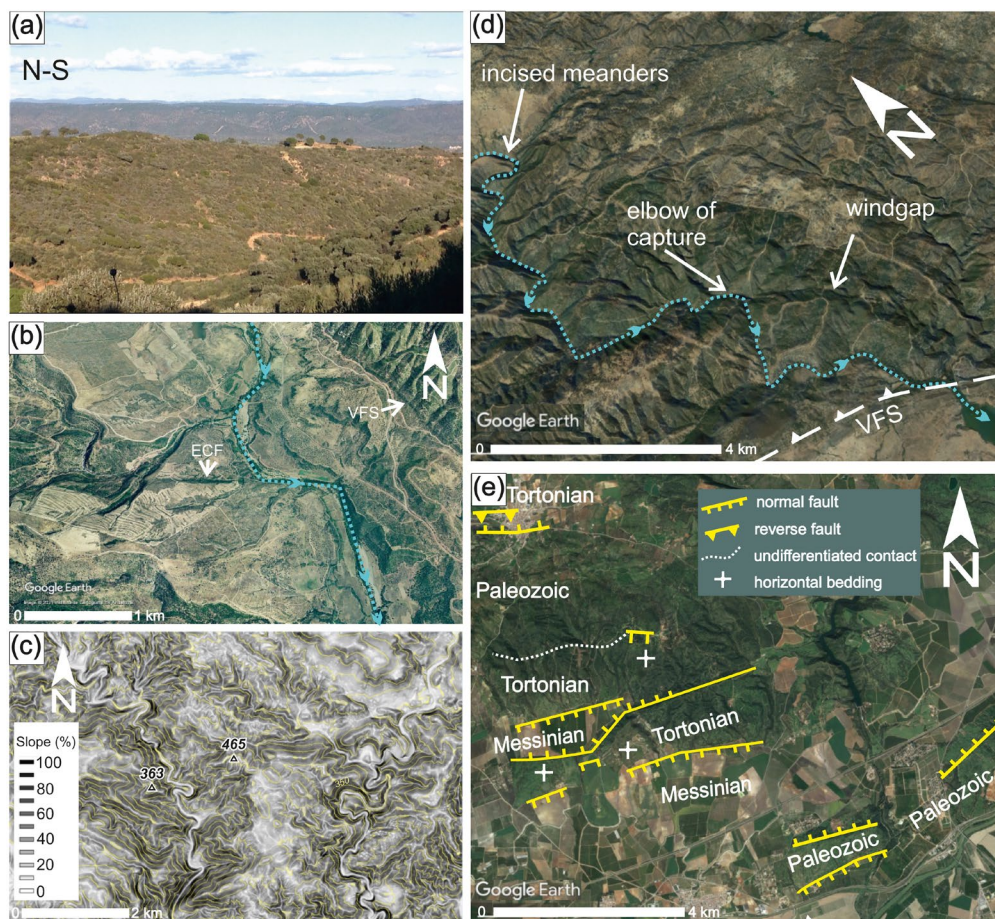 (a)
N-S
(b)
N
VFS
ECF
Google Earth
0
1 km
(c)
N
Slope (%)
100
80
60
40
20
0
465
363
0
2 km
(d)
incised meanders
N
elbow of
capture
windgap
Google Earth
VFS
0
4 km
(e)
Tortonian
normal fault
reverse fault
undifferentiated contact
horizontal bedding
N
Paleozoic
Tortonian
Messinian
Tortonian
Messinian
Paleozoic
Paleozoic
Google Earth
0
4 km